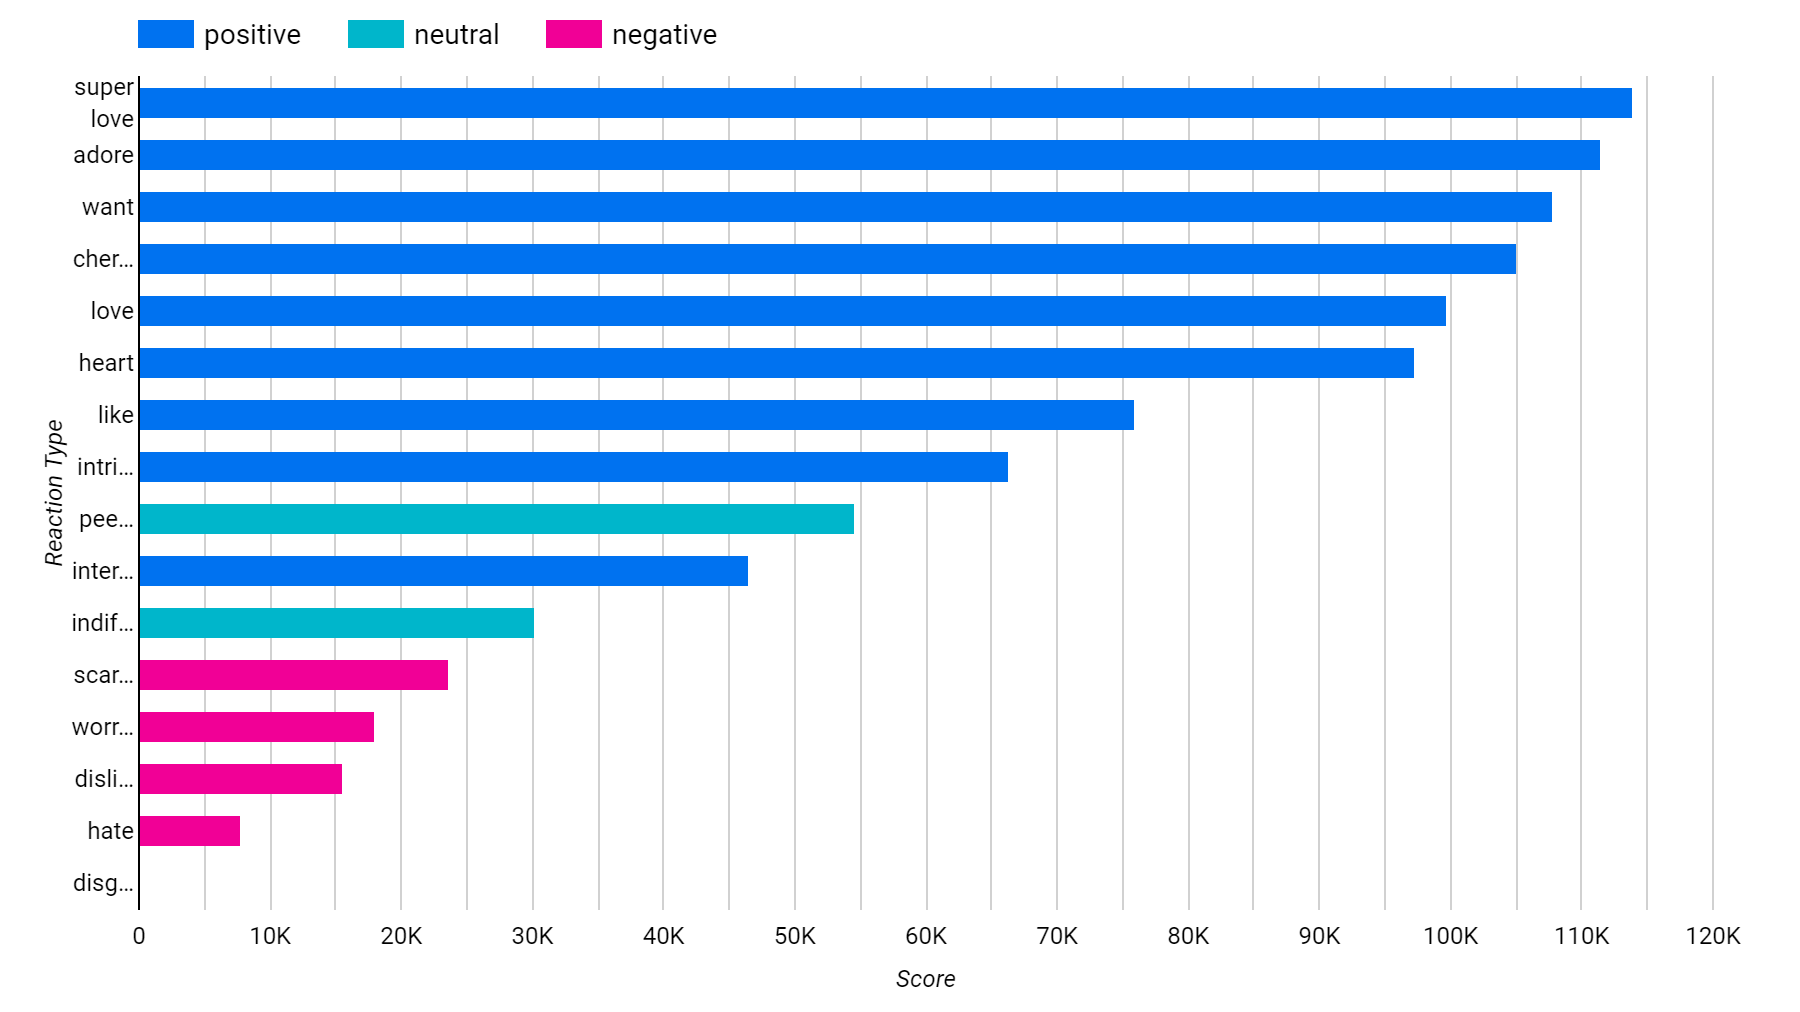 positive neutral negative
super
love
adore
want
cher...
love
heart
like
intri...
pee...
inter...
indif...
scar...
worr...
disli...
hate
disg...
Reaction Type
0 10K 20K 30K 40K 50K 60K 70K 80K 90K 100K 110K 120K
Score